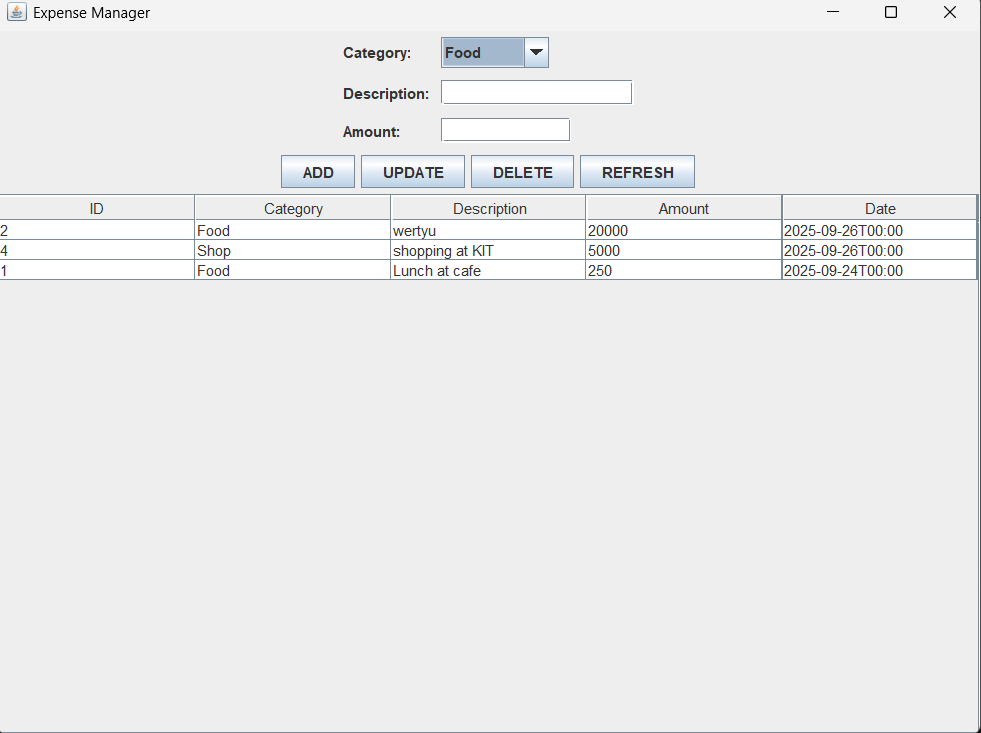 Expense Manager
Category: Food
Description:
Amount:
ADD UPDATE DELETE REFRESH
ID Category Description Amount Date
2 Food wertyu 20000 2025-09-26T00:00
4 Shop shopping at KIT 5000 2025-09-26T00:00
1 Food Lunch at cafe 250 2025-09-24T00:00